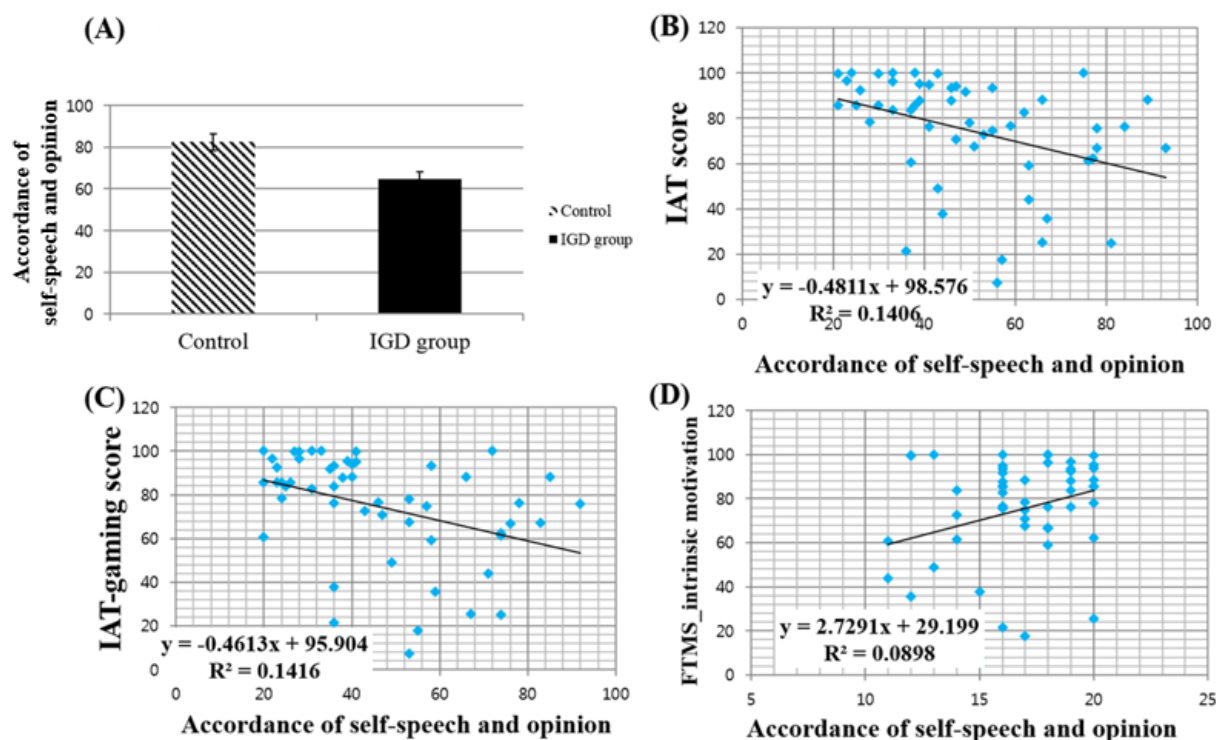 (A)
120
100
80
60
40
20
0
Accordance of
self-speech and opinion
Control
IGD group
Control
IGD group
(B)
120
100
80
60
40
20
0
IAT score
y = -0.4811x + 98.576
R² = 0.1406
0
20
40
60
80
100
Accordance of self-speech and opinion
(C)
120
100
80
60
40
20
0
IAT-gaming score
y = -0.4613x + 95.904
R² = 0.1416
0
20
40
60
80
100
Accordance of self-speech and opinion
(D)
120
100
80
60
40
20
0
FTMS_intrinsic motivation
y = 2.7291x + 29.199
R² = 0.0898
5
10
15
20
25
Accordance of self-speech and opinion